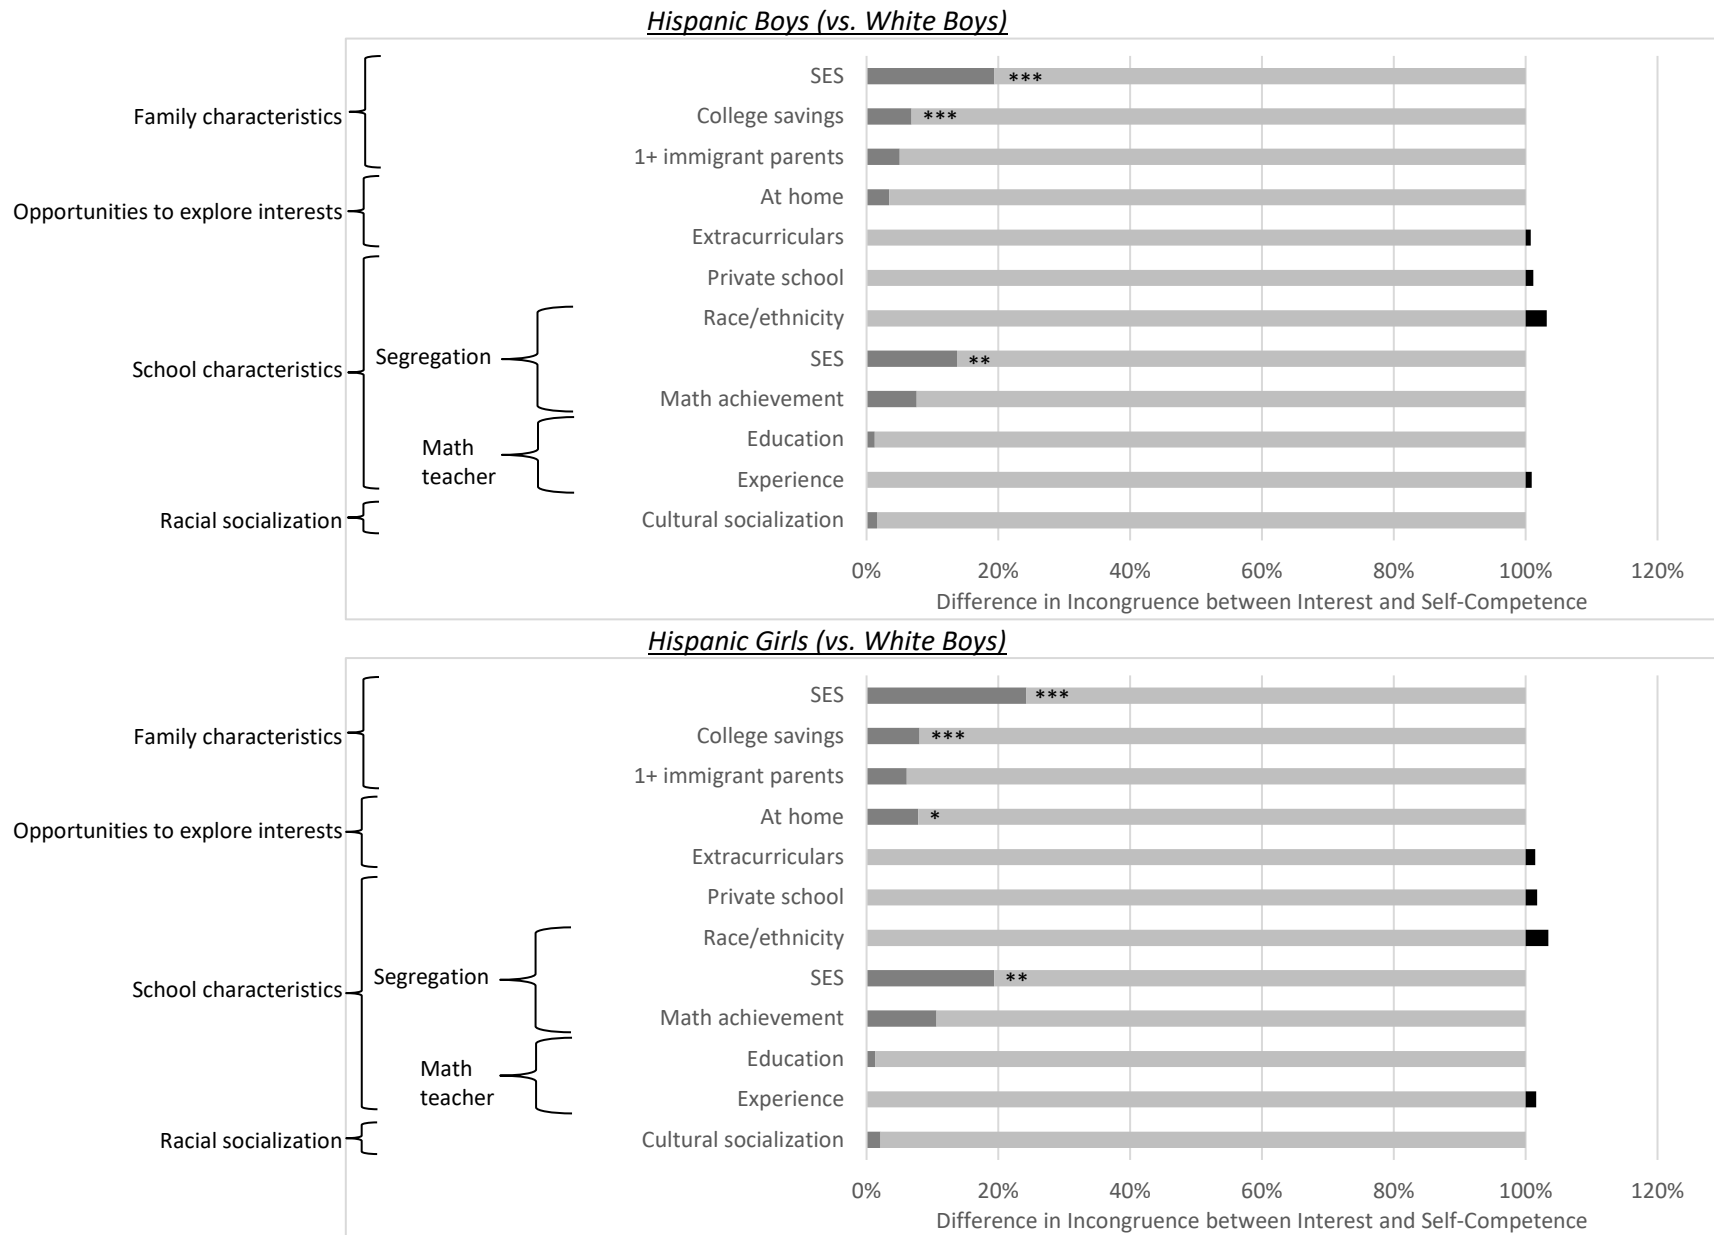 Hispanic Boys (vs. White Boys)
Family characteristics
Opportunities to explore interests
School characteristics
Segregation
Math
teacher
Racial socialization
SES ***
College savings ***
1+ immigrant parents
At home
Extracurriculars
Private school
Race/ethnicity
SES **
Math achievement
Education
Experience
Cultural socialization
0% 20% 40% 60% 80% 100% 120%
Difference in Incongruence between Interest and Self-Competence
Hispanic Girls (vs. White Boys)
Family characteristics
Opportunities to explore interests
School characteristics
Segregation
Math
teacher
Racial socialization
SES ***
College savings ***
1+ immigrant parents
At home *
Extracurriculars
Private school
Race/ethnicity
SES **
Math achievement
Education
Experience
Cultural socialization
0% 20% 40% 60% 80% 100% 120%
Difference in Incongruence between Interest and Self-Competence